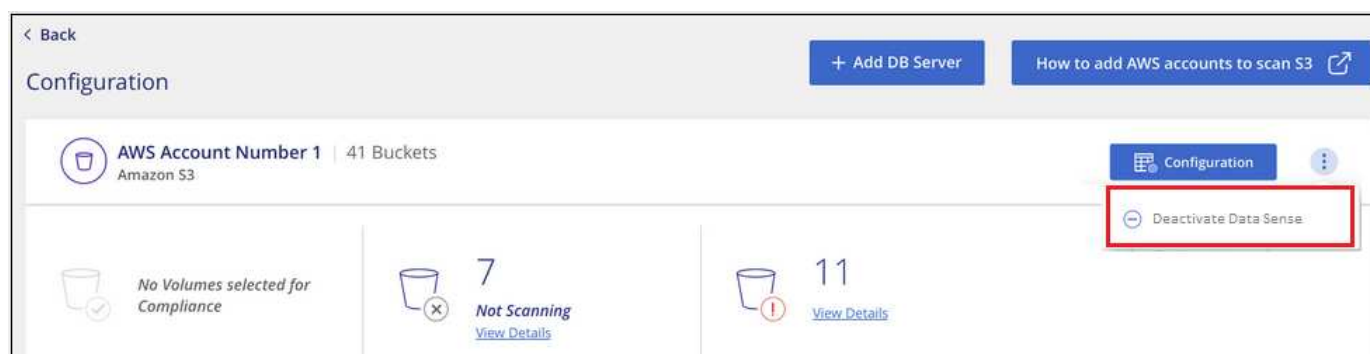 < Back
+ Add DB Server
How to add AWS accounts to scan S3
Configuration
AWS Account Number 1 | 41 Buckets
Amazon S3
Configuration
Deactivate Data Sense
No Volumes selected for
Compliance
7
Not Scanning
View Details
11
View Details